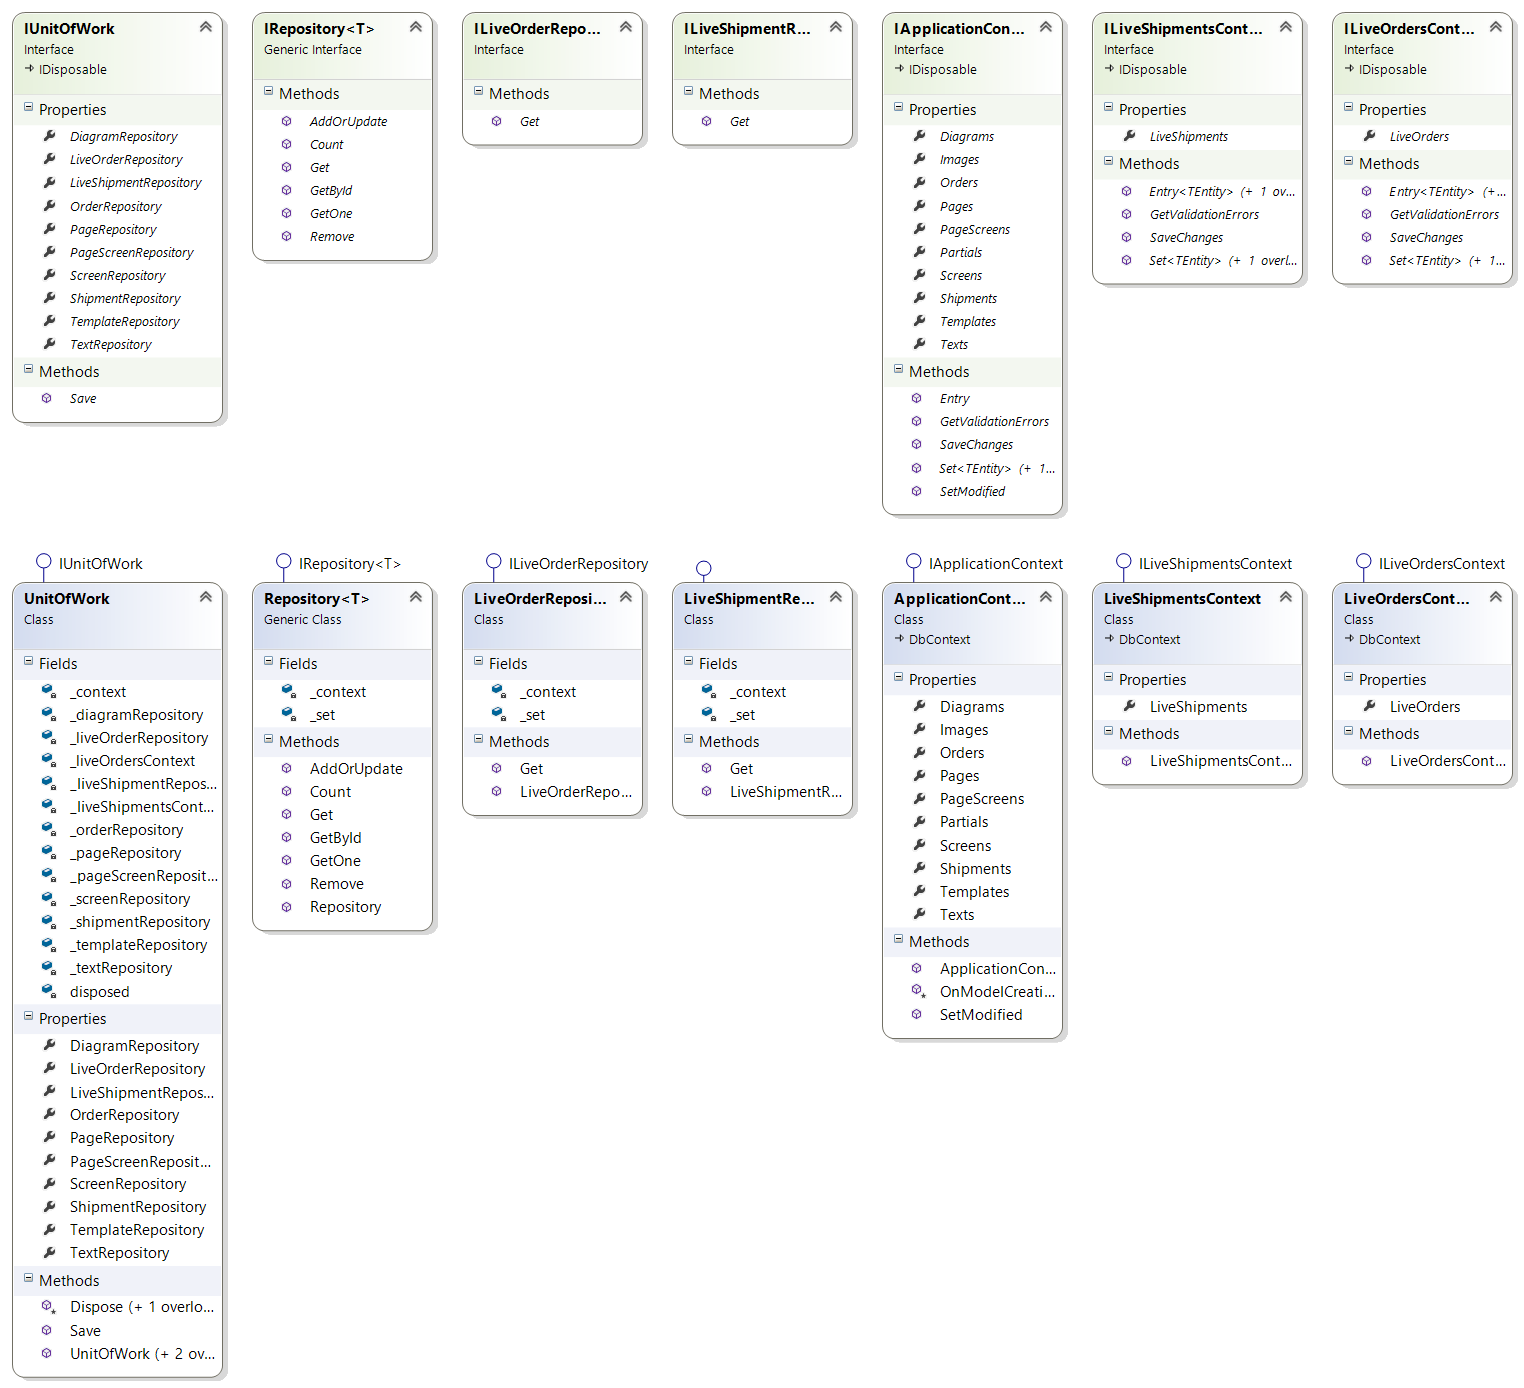 IUnitOfWork
Interface
IDisposable
Properties
DiagramRepository
LiveOrderRepository
LiveShipmentRepository
OrderRepository
PageRepository
PageScreenRepository
ScreenRepository
ShipmentRepository
TemplateRepository
TextRepository
Methods
Save
IRepository<T>
Generic Interface
Methods
AddOrUpdate
Count
Get
GetById
GetOne
Remove
ILiveOrderRepo...
Interface
Methods
Get
ILiveShipmentR...
Interface
Methods
Get
IApplicationCon...
Interface
IDisposable
Properties
Diagrams
Images
Orders
Pages
PageScreens
Partials
Screens
Shipments
Templates
Texts
Methods
Entry
GetValidationErrors
SaveChanges
Set<TEntity> (+ 1...
SetModified
ILiveShipmentsCont...
Interface
IDisposable
Properties
LiveShipments
Methods
Entry<TEntity> (+ 1 ov...
GetValidationErrors
SaveChanges
Set<TEntity> (+ 1 overl...
ILiveOrdersCont...
Interface
IDisposable
Properties
LiveOrders
Methods
Entry<TEntity> (+...
GetValidationErrors
SaveChanges
Set<TEntity> (+ 1...
IUnitOfWork
UnitOfWork
Class
Fields
_context
_diagramRepository
_liveOrderRepository
_liveOrdersContext
_liveShipmentRepos...
_liveShipmentsCont...
_orderRepository
_pageRepository
_pageScreenReposit...
_screenRepository
_shipmentRepository
_templateRepository
_textRepository
disposed
Properties
DiagramRepository
LiveOrderRepository
LiveShipmentRepos...
OrderRepository
PageRepository
PageScreenReposit...
ScreenRepository
ShipmentRepository
TemplateRepository
TextRepository
Methods
Dispose (+ 1 overlo...
Save
UnitOfWork (+ 2 ov...
IRepository<T>
Repository<T>
Generic Class
Fields
_context
_set
Methods
AddOrUpdate
Count
Get
GetById
GetOne
Remove
Repository
ILiveOrderRepository
LiveOrderReposi...
Class
Fields
_context
_set
Methods
Get
LiveOrderRepo...
LiveShipmentRe...
Class
Fields
_context
_set
Methods
Get
LiveShipmentR...
IApplicationContext
ApplicationCont...
Class
DbContext
Properties
Diagrams
Images
Orders
Pages
PageScreens
Partials
Screens
Shipments
Templates
Texts
Methods
ApplicationCon...
OnModelCreati...
SetModified
ILiveShipmentsContext
LiveShipmentsContext
Class
DbContext
Properties
LiveShipments
Methods
LiveShipmentsCont...
ILiveOrdersContext
LiveOrdersCont...
Class
DbContext
Properties
LiveOrders
Methods
LiveOrdersCont...